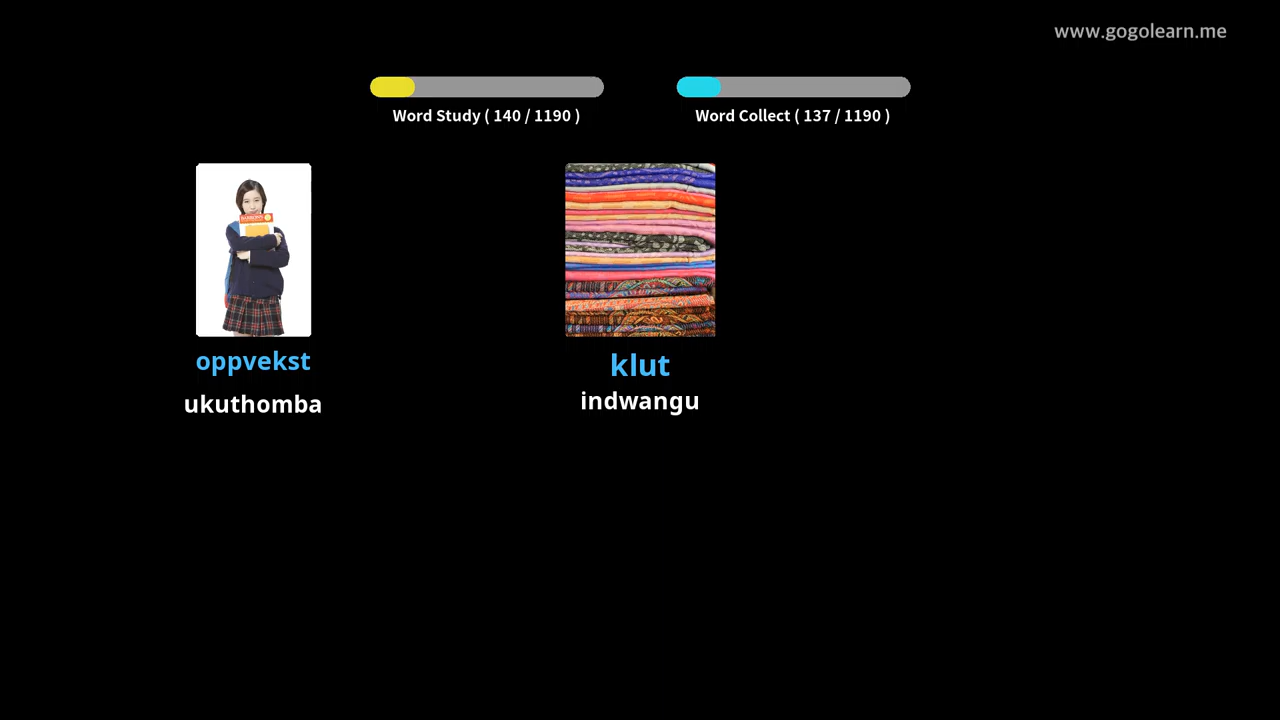 www.gogolearn.me
Word Study ( 140 / 1190 )
Word Collect ( 137 / 1190 )
oppvekst
ukuthomba
klut
indwangu